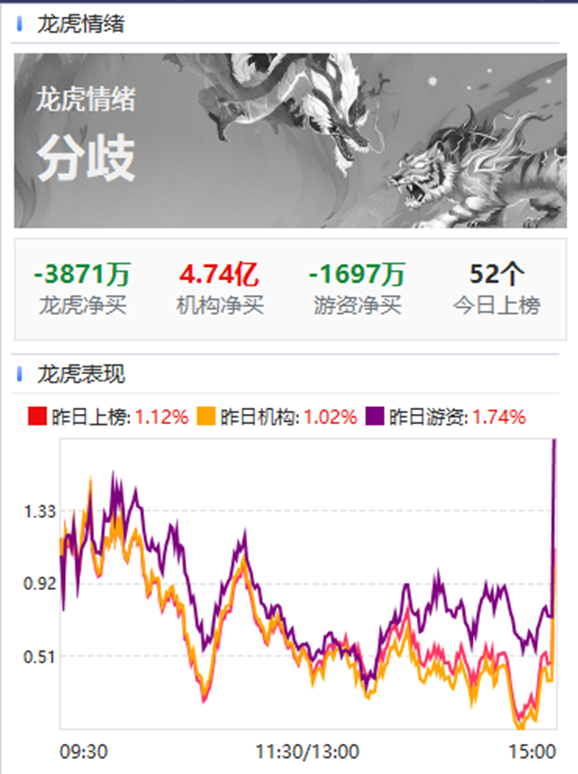 龙虎情绪
龙虎情绪
分歧
-3871万 4.74亿 -1697万 52个
龙虎净买 机构净买 游资净买 今日上榜
龙虎表现
昨日上榜: 1.12% 昨日机构: 1.02% 昨日游资: 1.74%
1.33
0.92
0.51
09:30 11:30/13:00 15:00